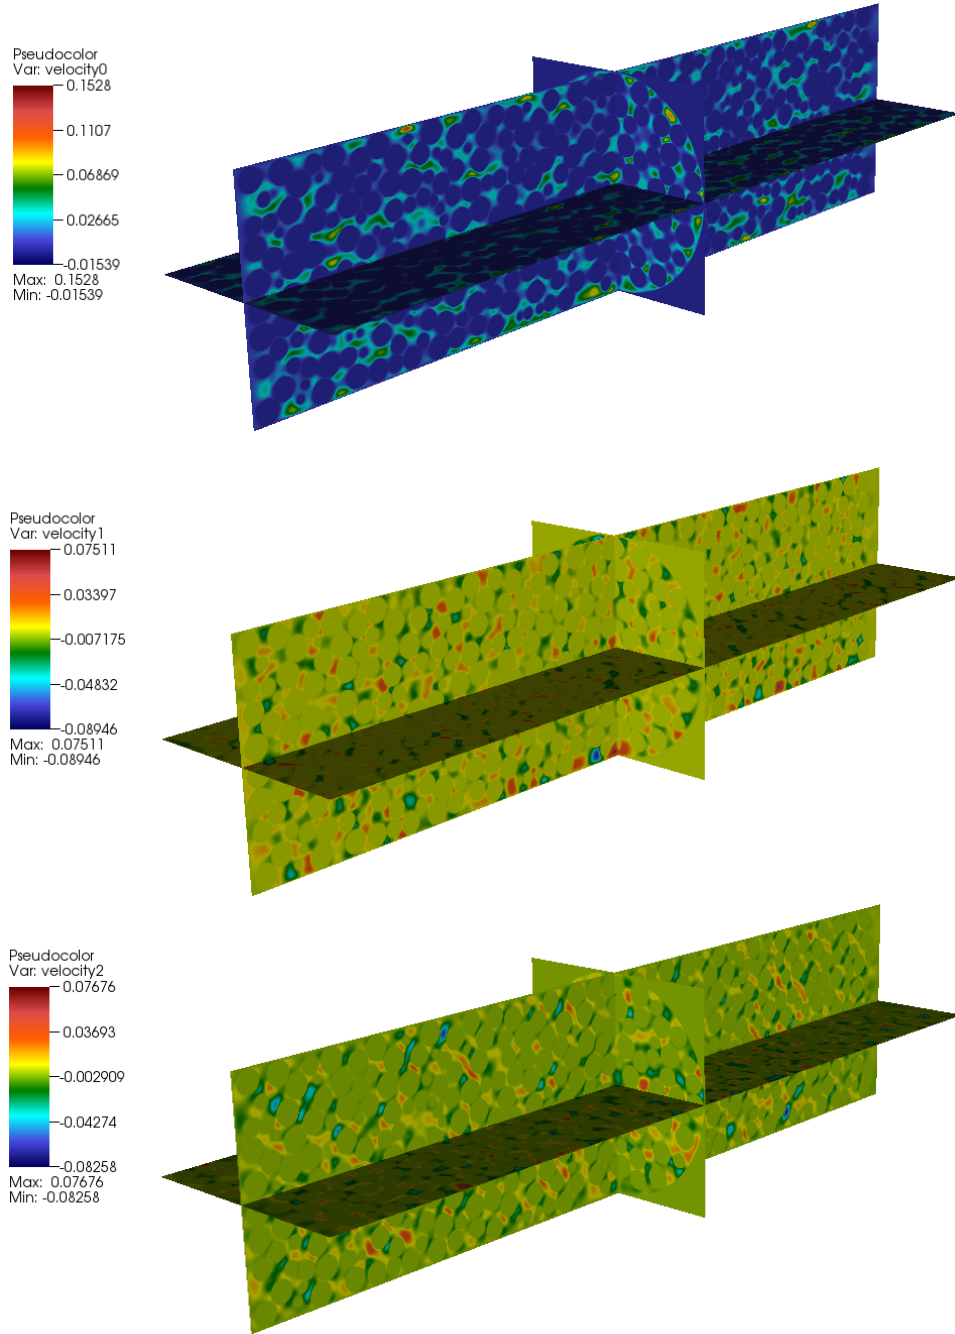 Pseudocolor
Var: velocity0
0.1528
0.1107
0.06869
0.02665
-0.01539
Max: 0.1528
Min: -0.01539
Pseudocolor
Var: velocity1
0.07511
0.03397
-0.007175
-0.04832
-0.08946
Max: 0.07511
Min: -0.08946
Pseudocolor
Var: velocity2
0.07676
0.03693
-0.002909
-0.04274
-0.08258
Max: 0.07676
Min: -0.08258